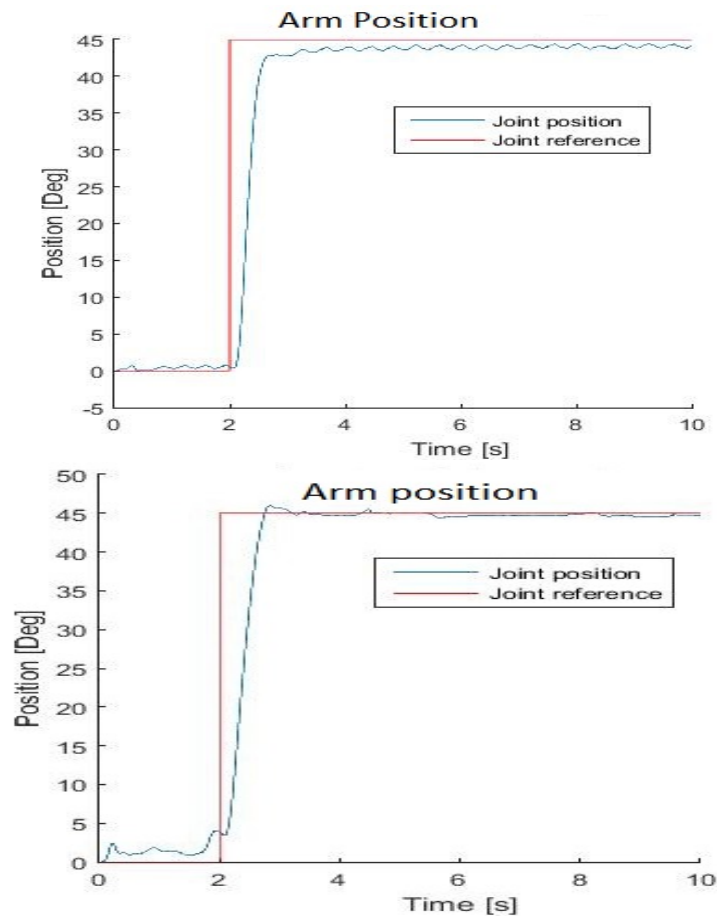 Arm Position
45
40
35
30
25
20
15
10
5
0
-5
Position [Deg]
Joint position
Joint reference
0 2 4 6 8 10
Time [s]
Arm position
50
45
40
35
30
25
20
15
10
5
0
Position [Deg]
Joint position
Joint reference
0 2 4 6 8 10
Time [s]